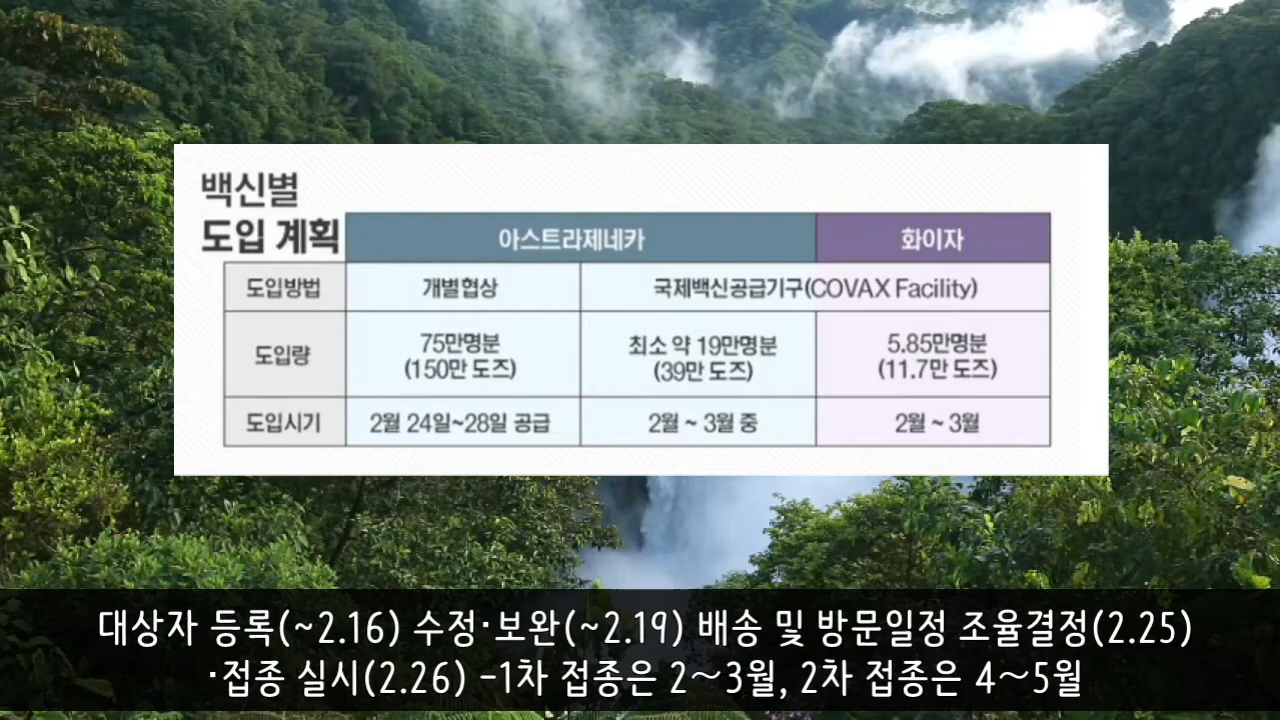 백신별
도입 계획
아스트라제네카 화이자
도입방법 개별협상 국제백신공급기구(COVAX Facility)
도입량 75만명분 (150만 도즈) 최소 약 19만명분 (39만 도즈) 5.85만명분 (11.7만 도즈)
도입시기 2월 24일~28일 공급 2월 ~ 3월 중 2월 ~ 3월
대상자 등록(~2.16) 수정·보완(~2.19) 배송 및 방문일정 조율결정(2.25)
·접종 실시(2.26) -1차 접종은 2～3월, 2차 접종은 4～5월